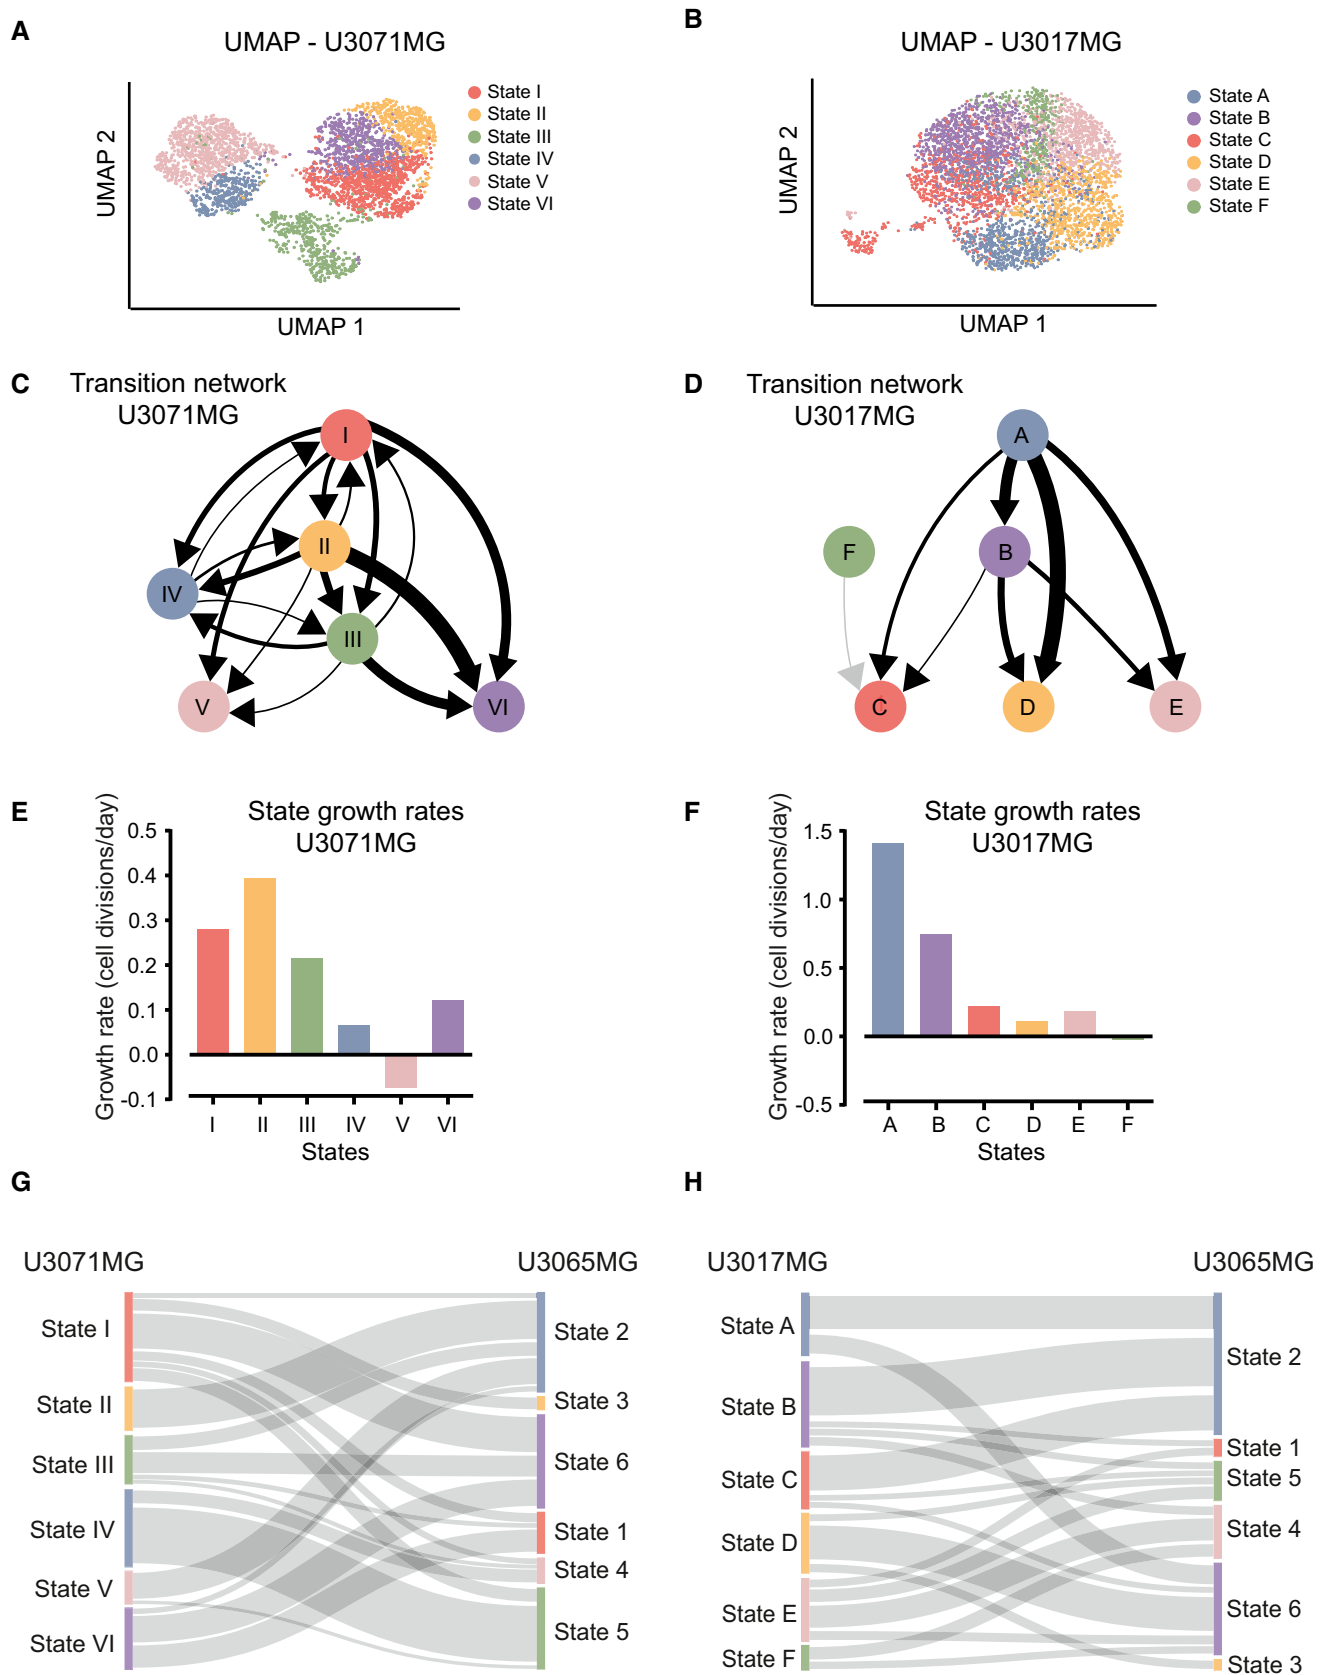 A
UMAP - U3071MG
UMAP 2
UMAP 1
State I
State II
State III
State IV
State V
State VI
B
UMAP - U3017MG
UMAP 2
UMAP 1
State A
State B
State C
State D
State E
State F
C
Transition network
U3071MG
I
II
IV
III
V
VI
D
Transition network
U3017MG
A
F
B
C
D
E
E
State growth rates
U3071MG
Growth rate (cell divisions/day)
0.5
0.4
0.3
0.2
0.1
0.0
-0.1
I
II
III
IV
V
VI
States
F
State growth rates
U3017MG
Growth rate (cell divisions/day)
1.5
1.0
0.5
0.0
-0.5
A
B
C
D
E
F
States
G
U3071MG
U3065MG
State I
State II
State III
State IV
State V
State VI
State 2
State 3
State 6
State 1
State 4
State 5
H
U3017MG
U3065MG
State A
State B
State C
State D
State E
State F
State 2
State 1
State 5
State 4
State 6
State 3